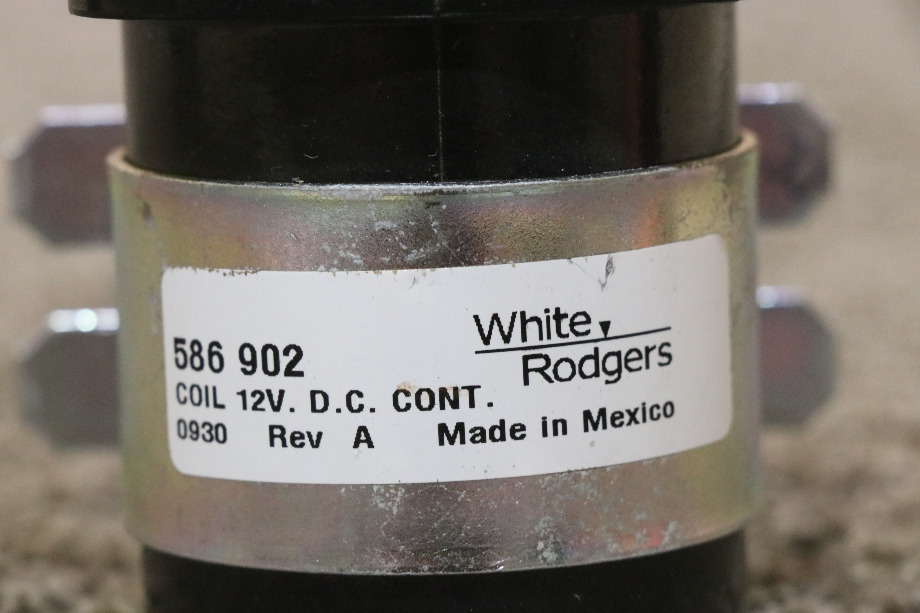 White
Rodgers
586 902
COIL 12V. D.C. CONT.
0930 Rev A Made in Mexico